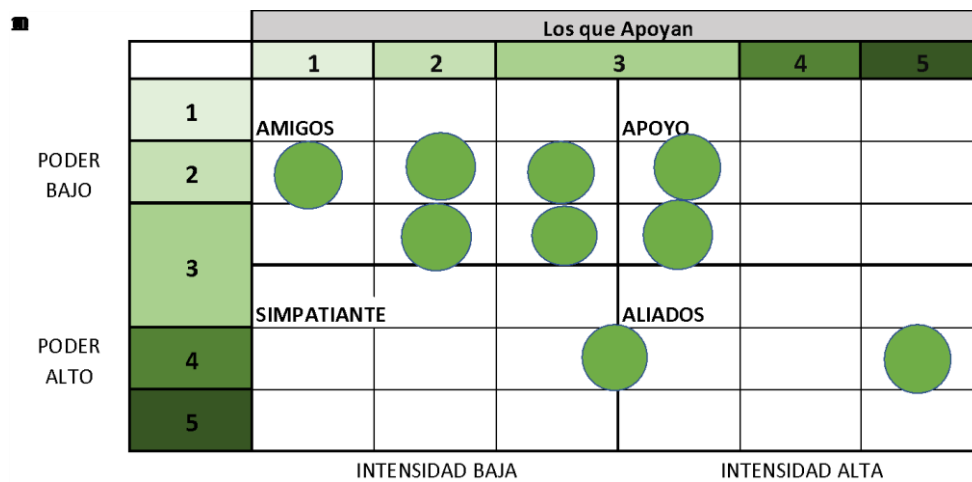 Los que Apoyan
1 2 3 4 5
1
AMIGOS APOYO
PODER
BAJO
2
3
SIMPATIANTE ALIADOS
PODER
ALTO
4
5
INTENSIDAD BAJA INTENSIDAD ALTA